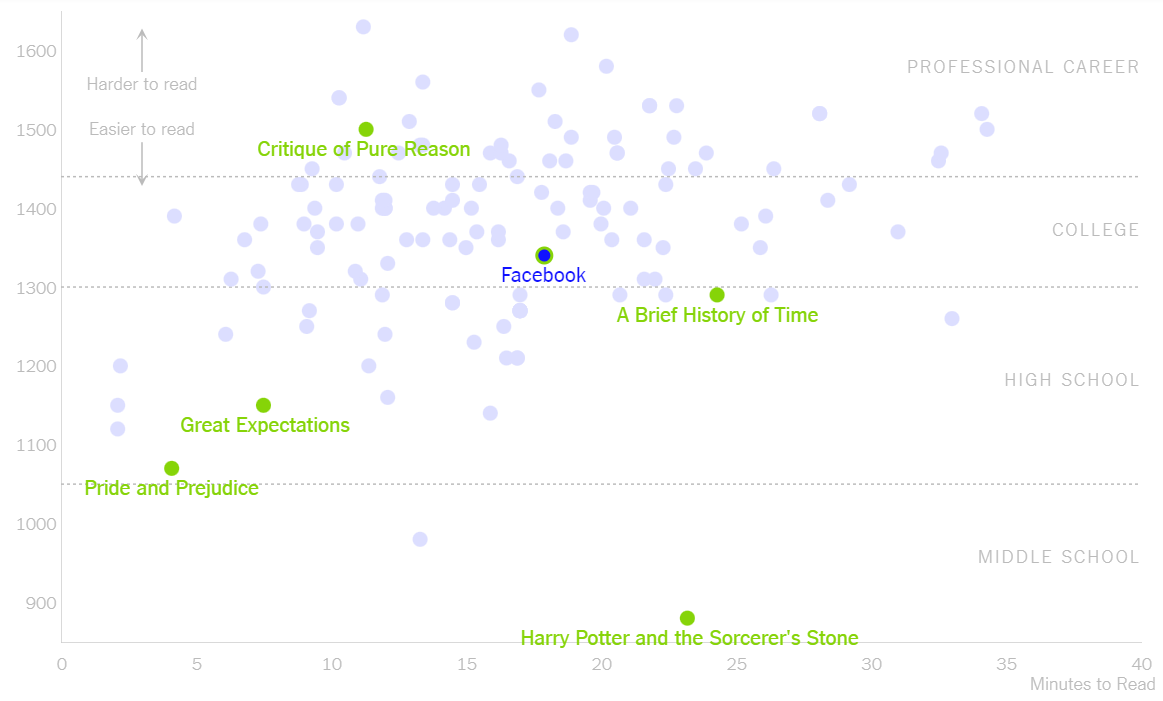 1600
PROFESSIONAL CAREER
Harder to read
Easier to read
1500
Critique of Pure Reason
1400
COLLEGE
Facebook
1300
A Brief History of Time
1200
HIGH SCHOOL
Great Expectations
1100
Pride and Prejudice
1000
MIDDLE SCHOOL
900
Harry Potter and the Sorcerer's Stone
0 5 10 15 20 25 30 35 40
Minutes to Read